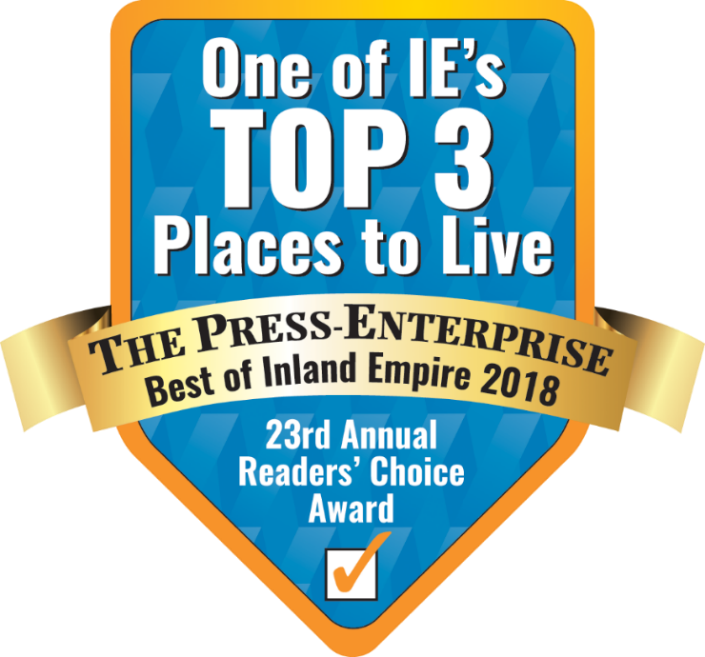 One of IE's
TOP 3
Places to Live
THE PRESS-ENTERPRISE
Best of Inland Empire 2018
23rd Annual
Readers' Choice
Award